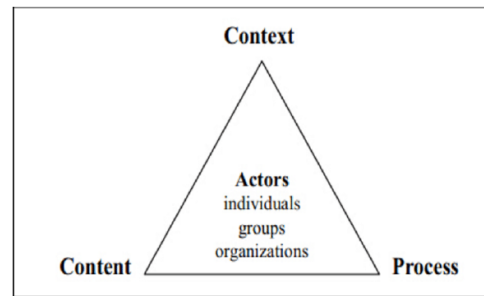 Context
Actors
individuals
groups
organizations
Content
Process